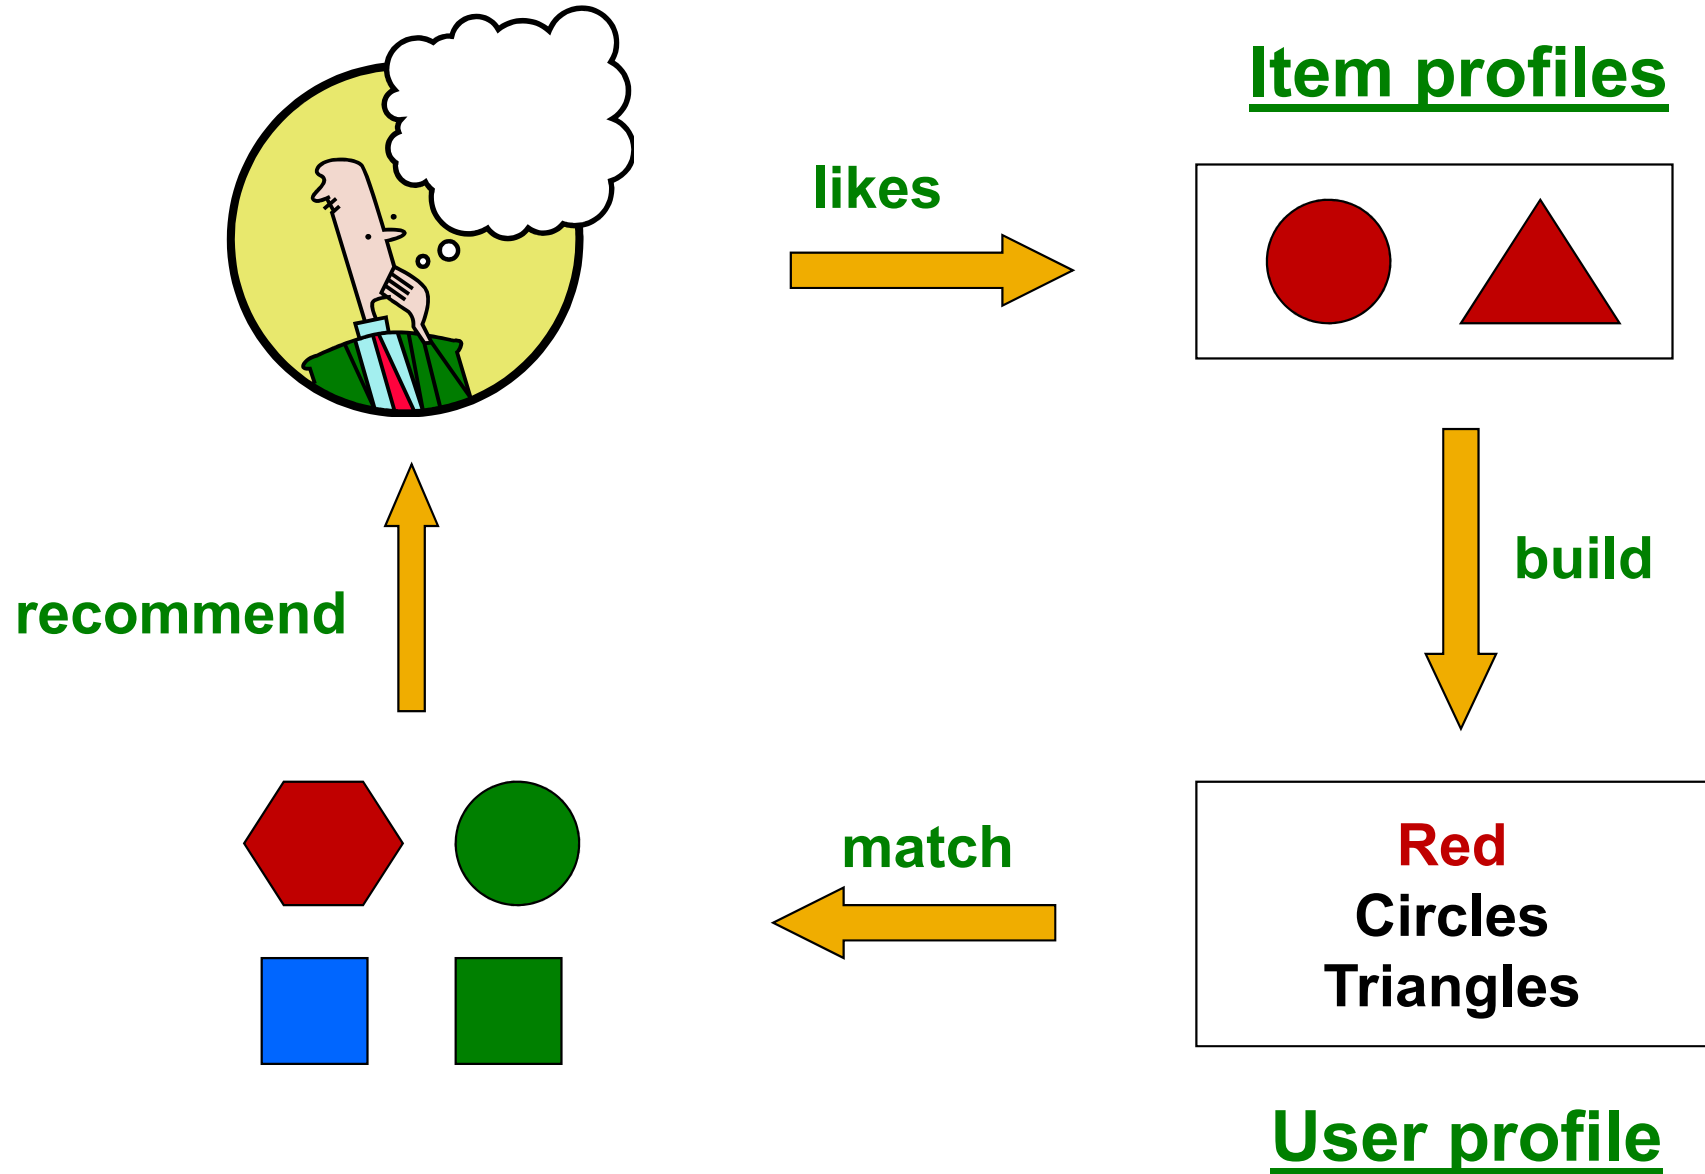 Item profiles
likes
build
recommend
match
Red
Circles
Triangles
User profile